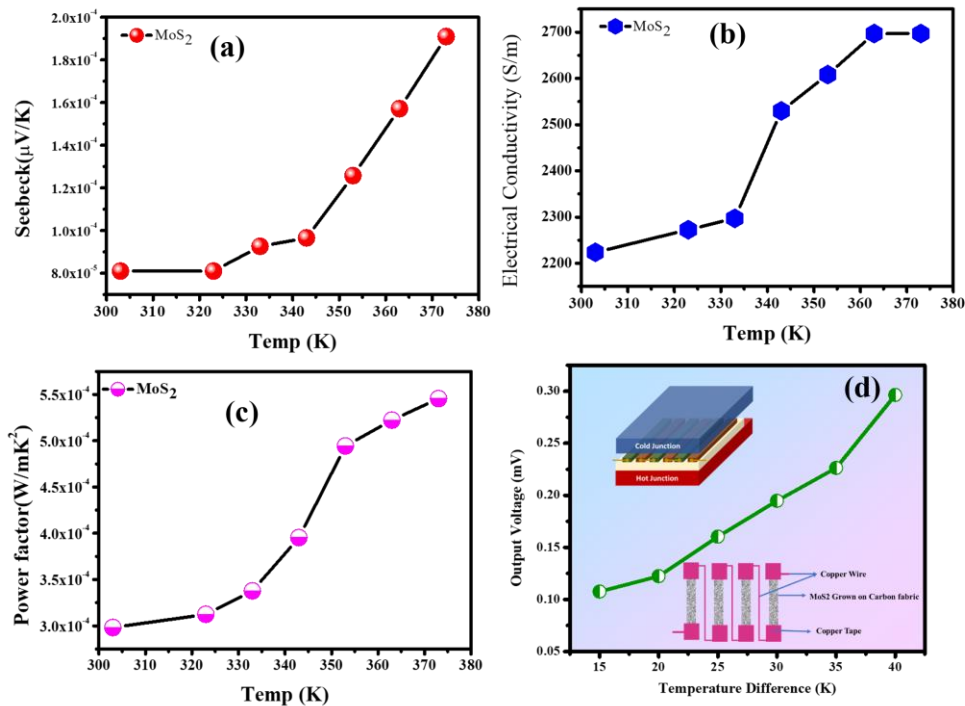 (a)
MoS2
2.0x10-4
1.8x10-4
1.6x10-4
1.4x10-4
1.2x10-4
1.0x10-4
8.0x10-5
Seebeck(µV/K)
300 310 320 330 340 350 360 370 380
Temp (K)
(b)
MoS2
2700
2600
2500
2400
2300
2200
Electrical Conductivity (S/m)
300 310 320 330 340 350 360 370 380
Temp (K)
(c)
MoS2
5.5x10-4
5.0x10-4
4.5x10-4
4.0x10-4
3.5x10-4
3.0x10-4
Power factor(W/mK2)
300 310 320 330 340 350 360 370 380
Temp (K)
(d)
0.30
0.25
0.20
0.15
0.10
0.05
Output Voltage (mV)
Cold Junction
Hot Junction
Copper Wire
MoS2 Grown on Carbon fabric
Copper Tape
15 20 25 30 35 40
Temperature Difference (K)